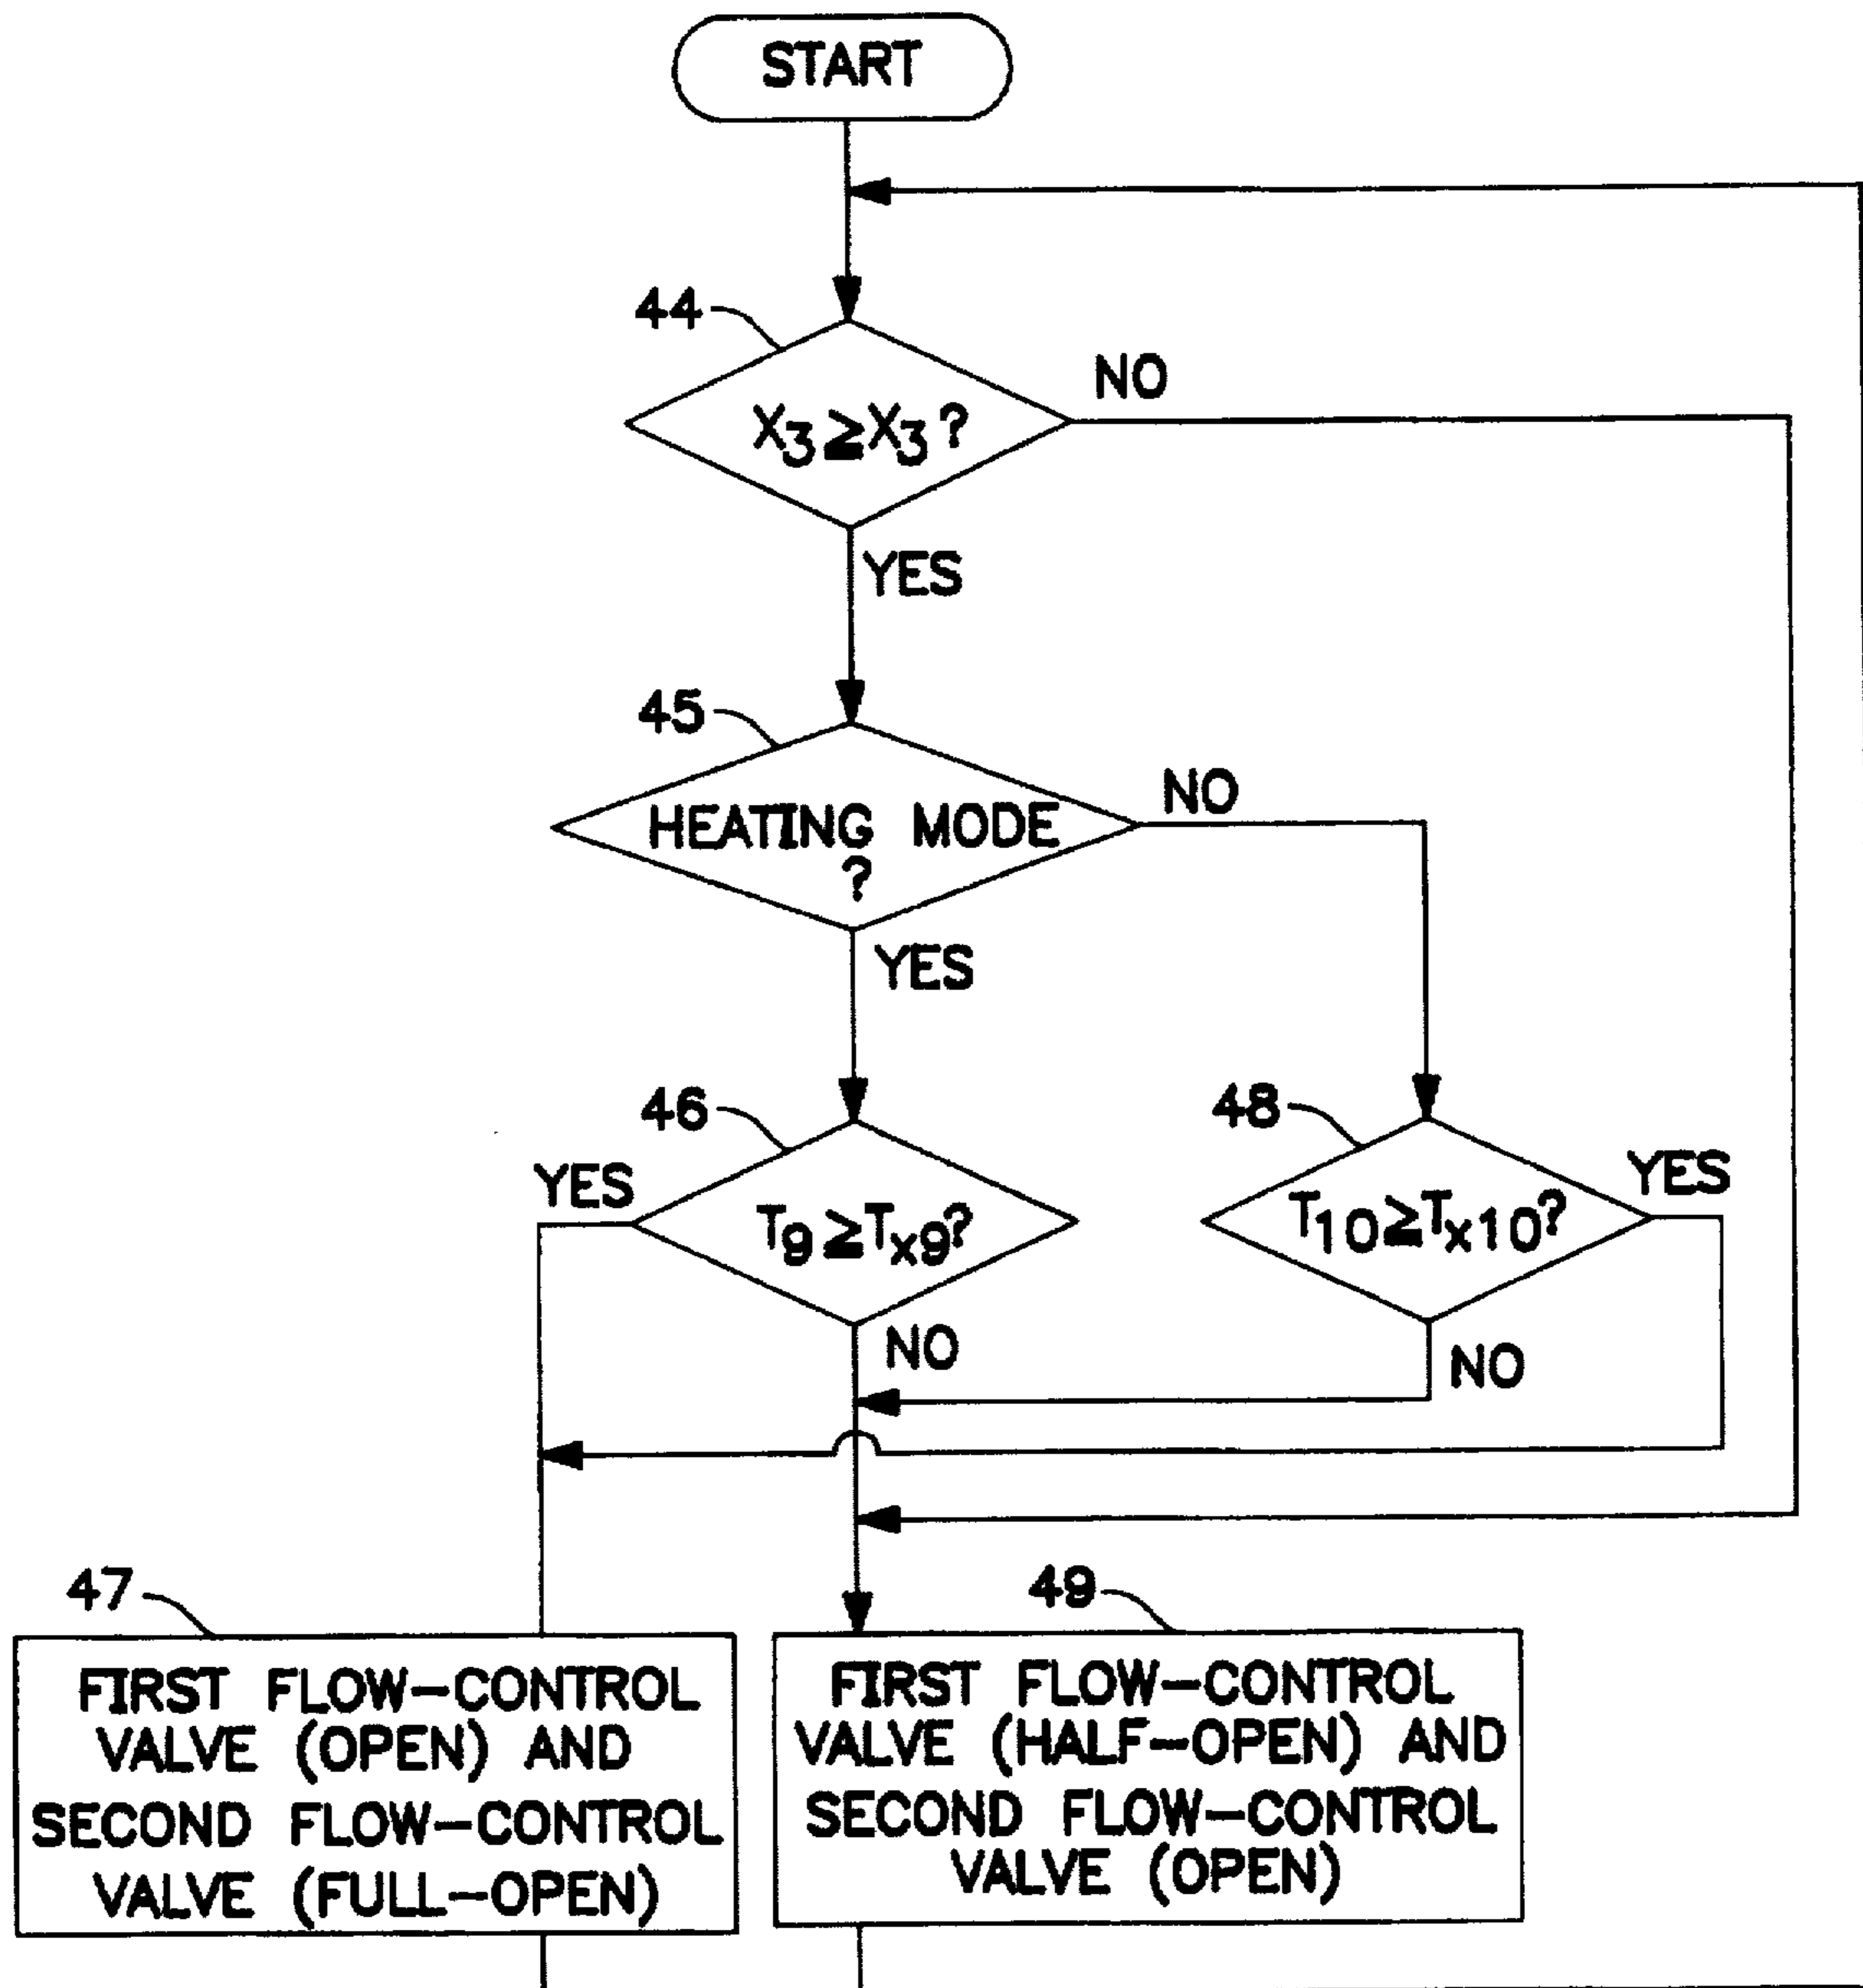 START
44
X₃≥X₃?
NO
YES
45
HEATING MODE
?
NO
YES
46
48
YES
T₉≥Tₓ₉?
T₁₀≥Tₓ₁₀?
YES
NO
NO
47
49
FIRST FLOW-CONTROL
VALVE (OPEN) AND
SECOND FLOW-CONTROL
VALVE (FULL-OPEN)
FIRST FLOW-CONTROL
VALVE (HALF-OPEN) AND
SECOND FLOW-CONTROL
VALVE (OPEN)